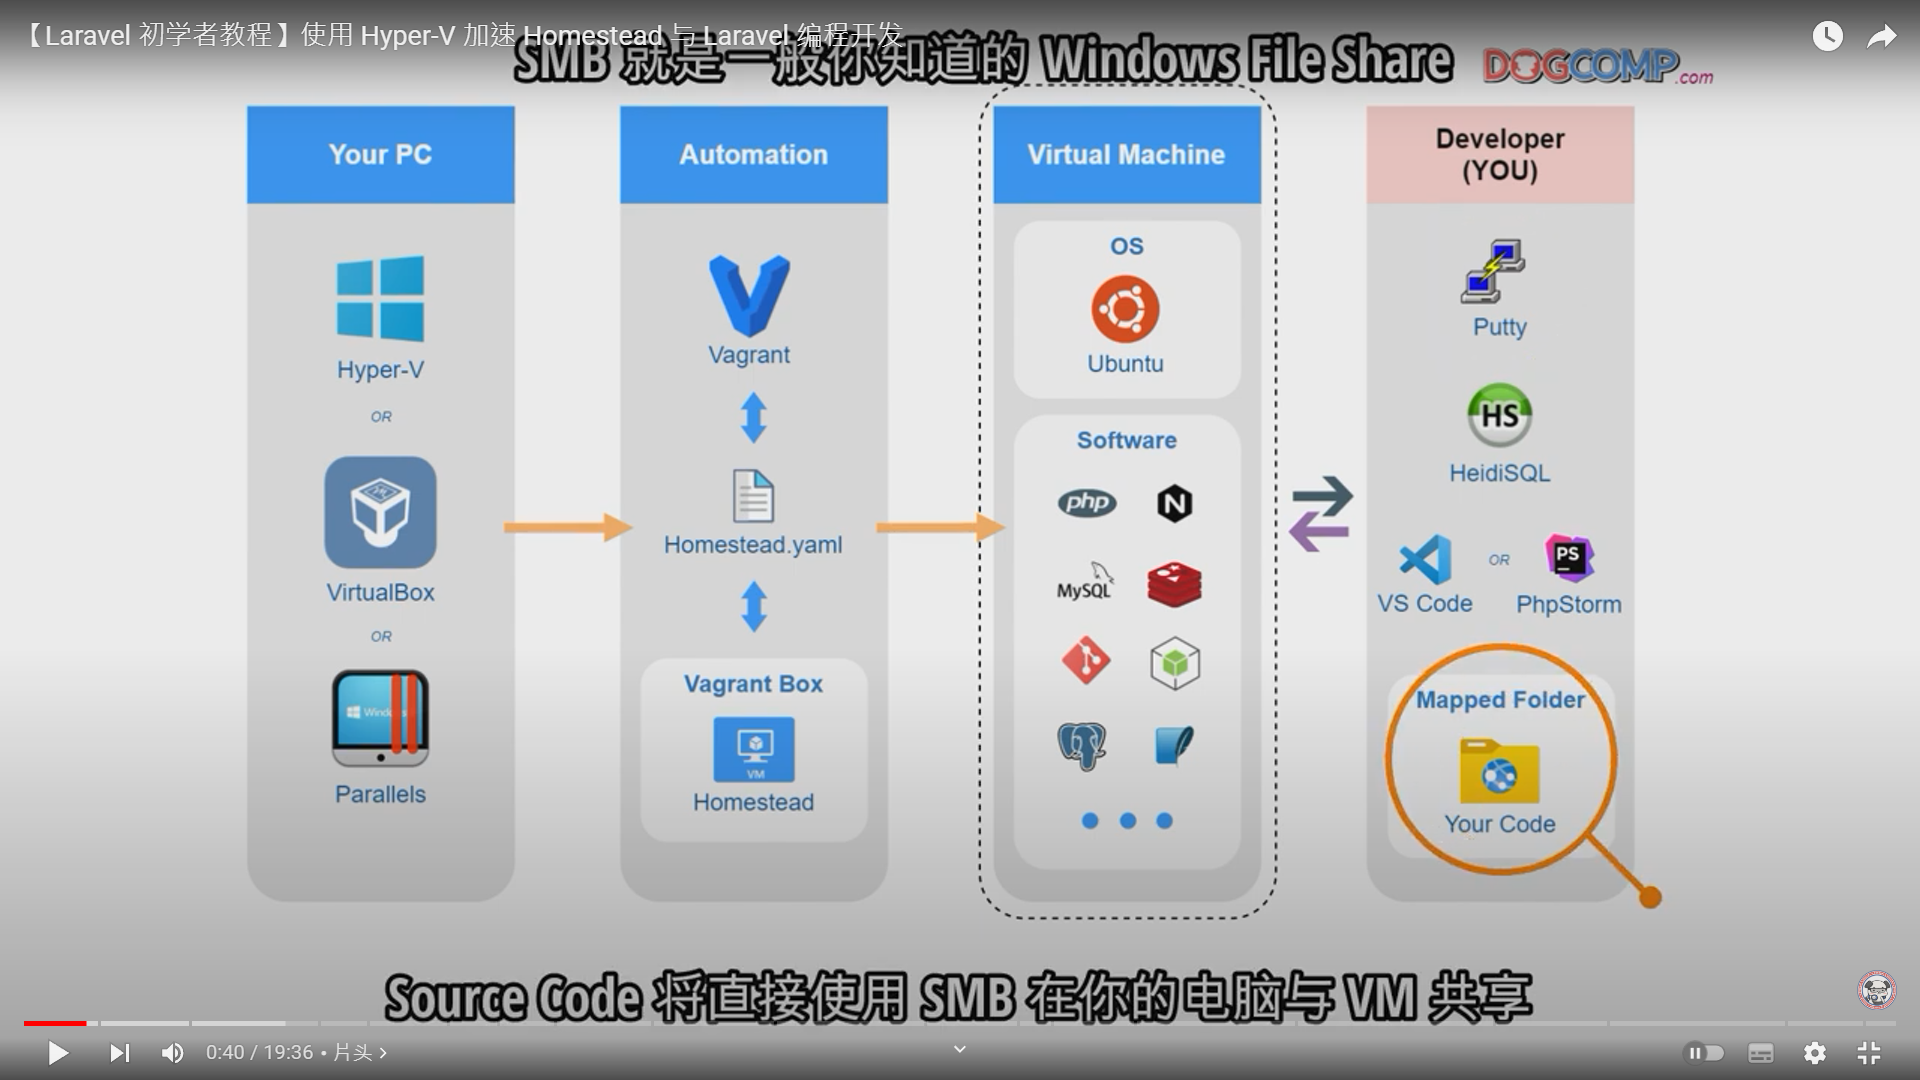 【Laravel 初学者教程】使用 Hyper-V 加速 Homestead 与 Laravel 编程开发
SMB 就是一般你知道的 Windows File Share
DOGCOMP.com
Your PC
Hyper-V
OR
VirtualBox
OR
Windo
Parallels
Automation
Vagrant
Homestead.yaml
Vagrant Box
VM
Homestead
Virtual Machine
OS
Ubuntu
Software
php
N
MySQL
Developer
(YOU)
Putty
HS
HeidiSQL
VS Code
OR
PS
PhpStorm
Mapped Folder
Your Code
Source Code 将直接使用 SMB 在你的电脑与 VM 共享
0:40 / 19:36 • 片头 >